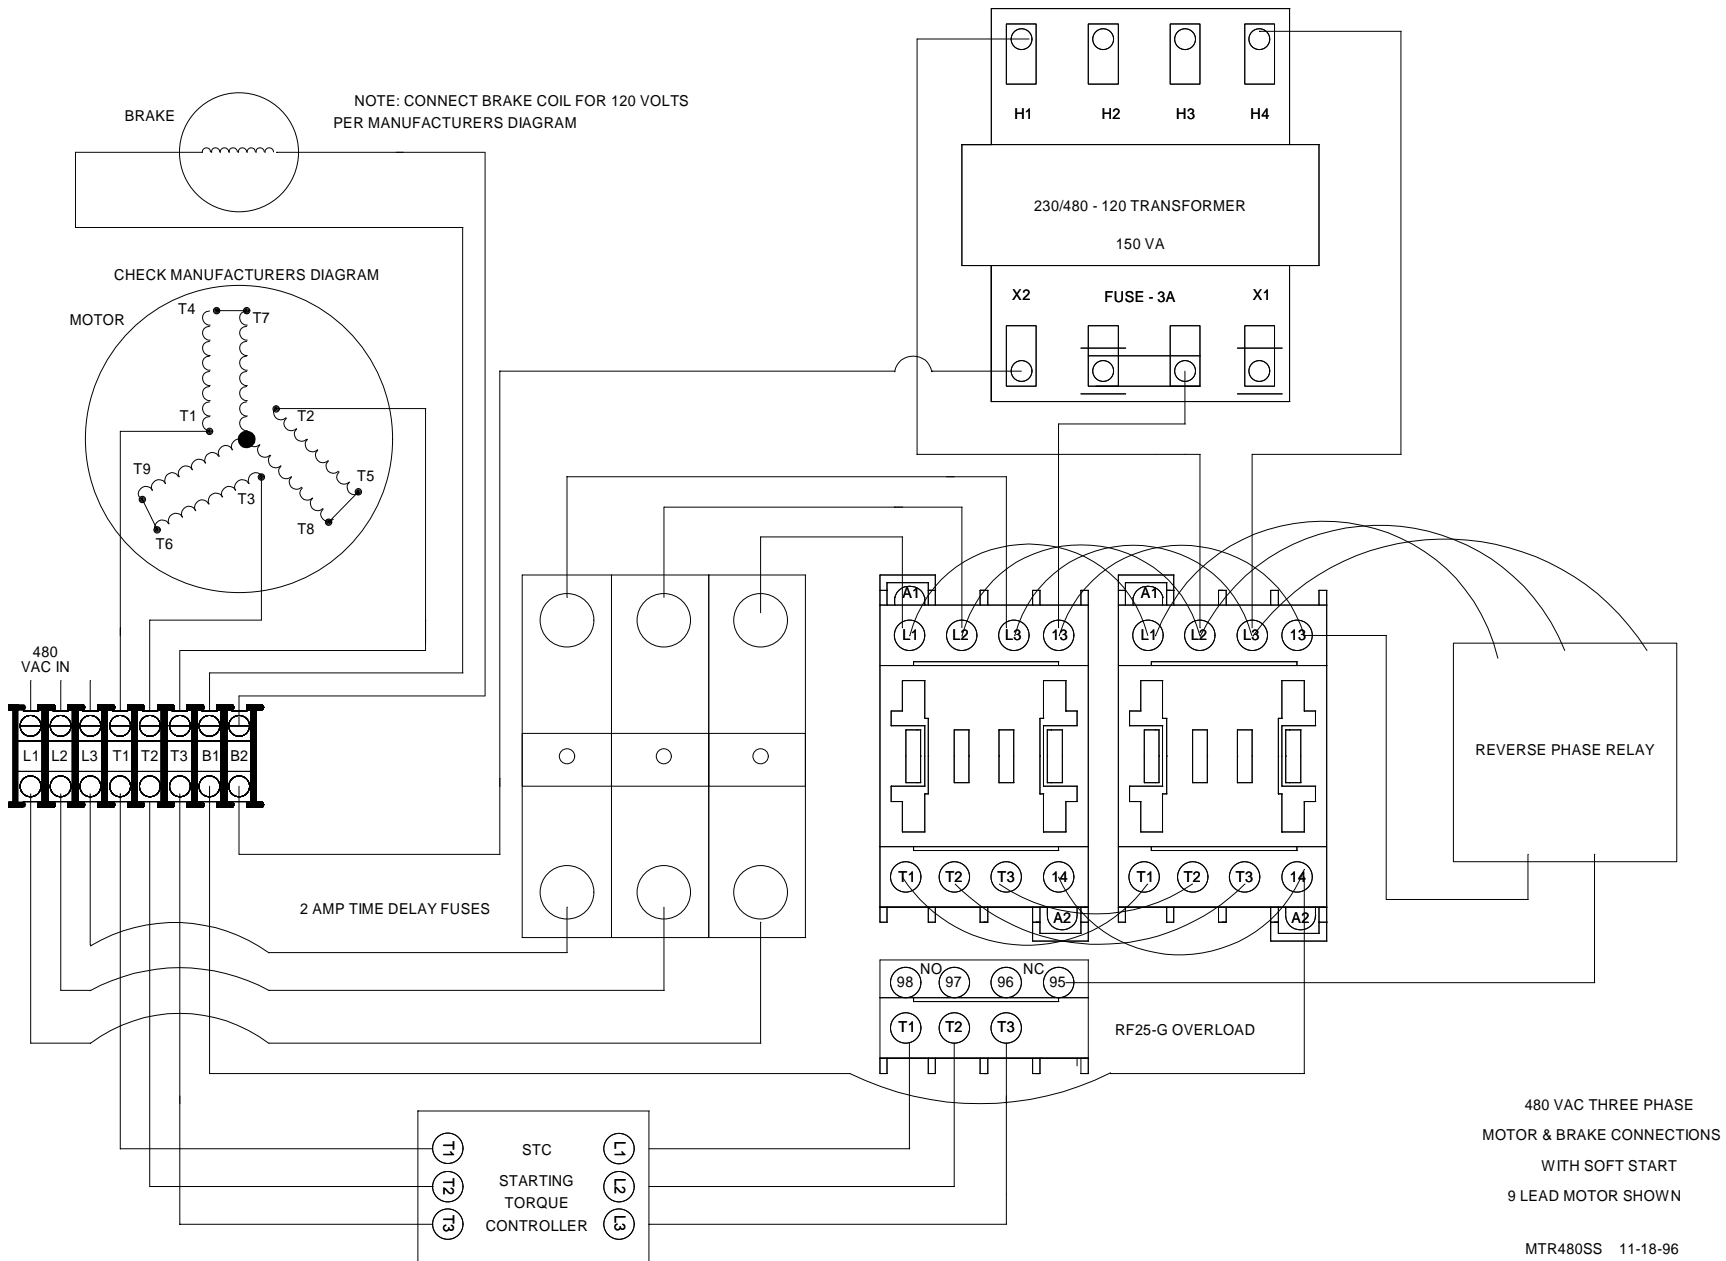 H1 H2 H3 H4
230/480 - 120 TRANSFORMER
150 VA
X2 FUSE - 3A X1
BRAKE
NOTE: CONNECT BRAKE COIL FOR 120 VOLTS
PER MANUFACTURERS DIAGRAM
CHECK MANUFACTURERS DIAGRAM
MOTOR
T4
T7
T1
T2
T9
T3
T5
T8
T6
480
VAC IN
L1 L2 L3 T1 T2 T3 B1 B2
2 AMP TIME DELAY FUSES
A1
L1 L2 L3 13
T1 T2 T3 14
A2
A1
L1 L2 L3 13
T1 T2 T3 14
A2
REVERSE PHASE RELAY
98 NO 97 96 NC 95
T1 T2 T3
RF25-G OVERLOAD
T1 STC L1
T2 STARTING L2
TORQUE
T3 CONTROLLER L3
480 VAC THREE PHASE
MOTOR & BRAKE CONNECTIONS
WITH SOFT START
9 LEAD MOTOR SHOWN
MTR480SS 11-18-96